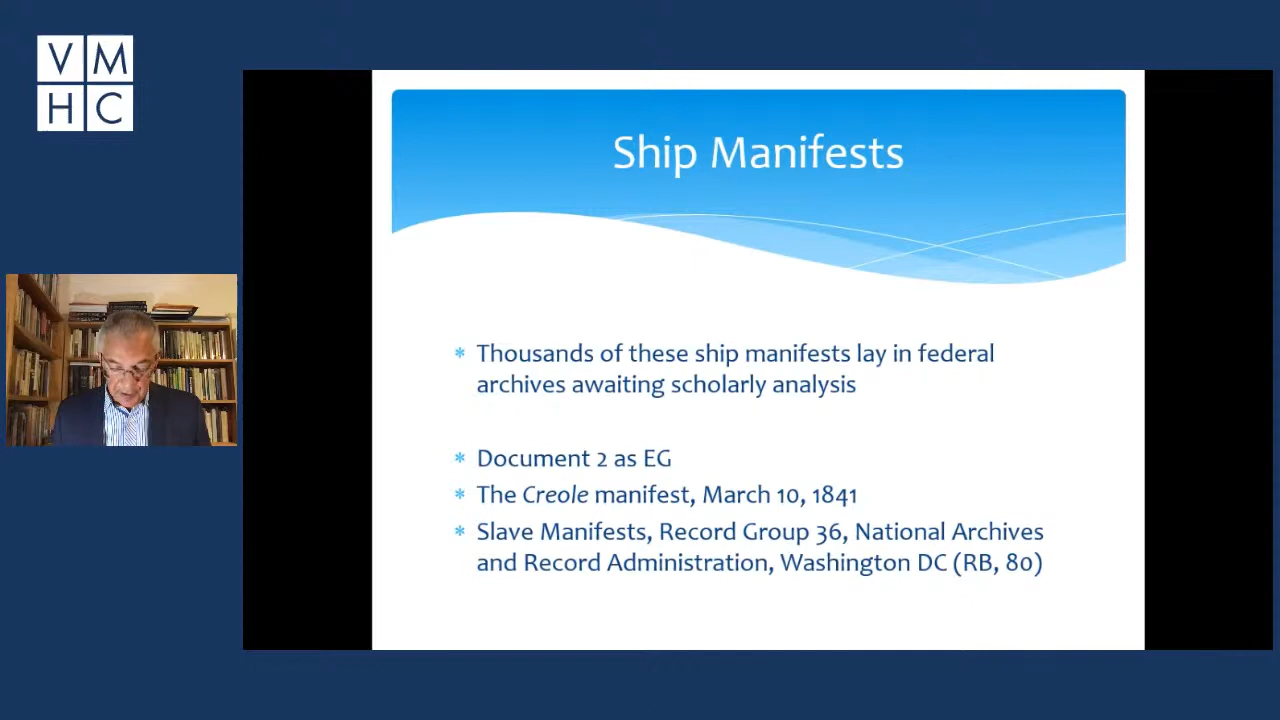 VM
HC
Ship Manifests
* Thousands of these ship manifests lay in federal
archives awaiting scholarly analysis
* Document 2 as EG
* The Creole manifest, March 10, 1841
* Slave Manifests, Record Group 36, National Archives
and Record Administration, Washington DC (RB, 80)